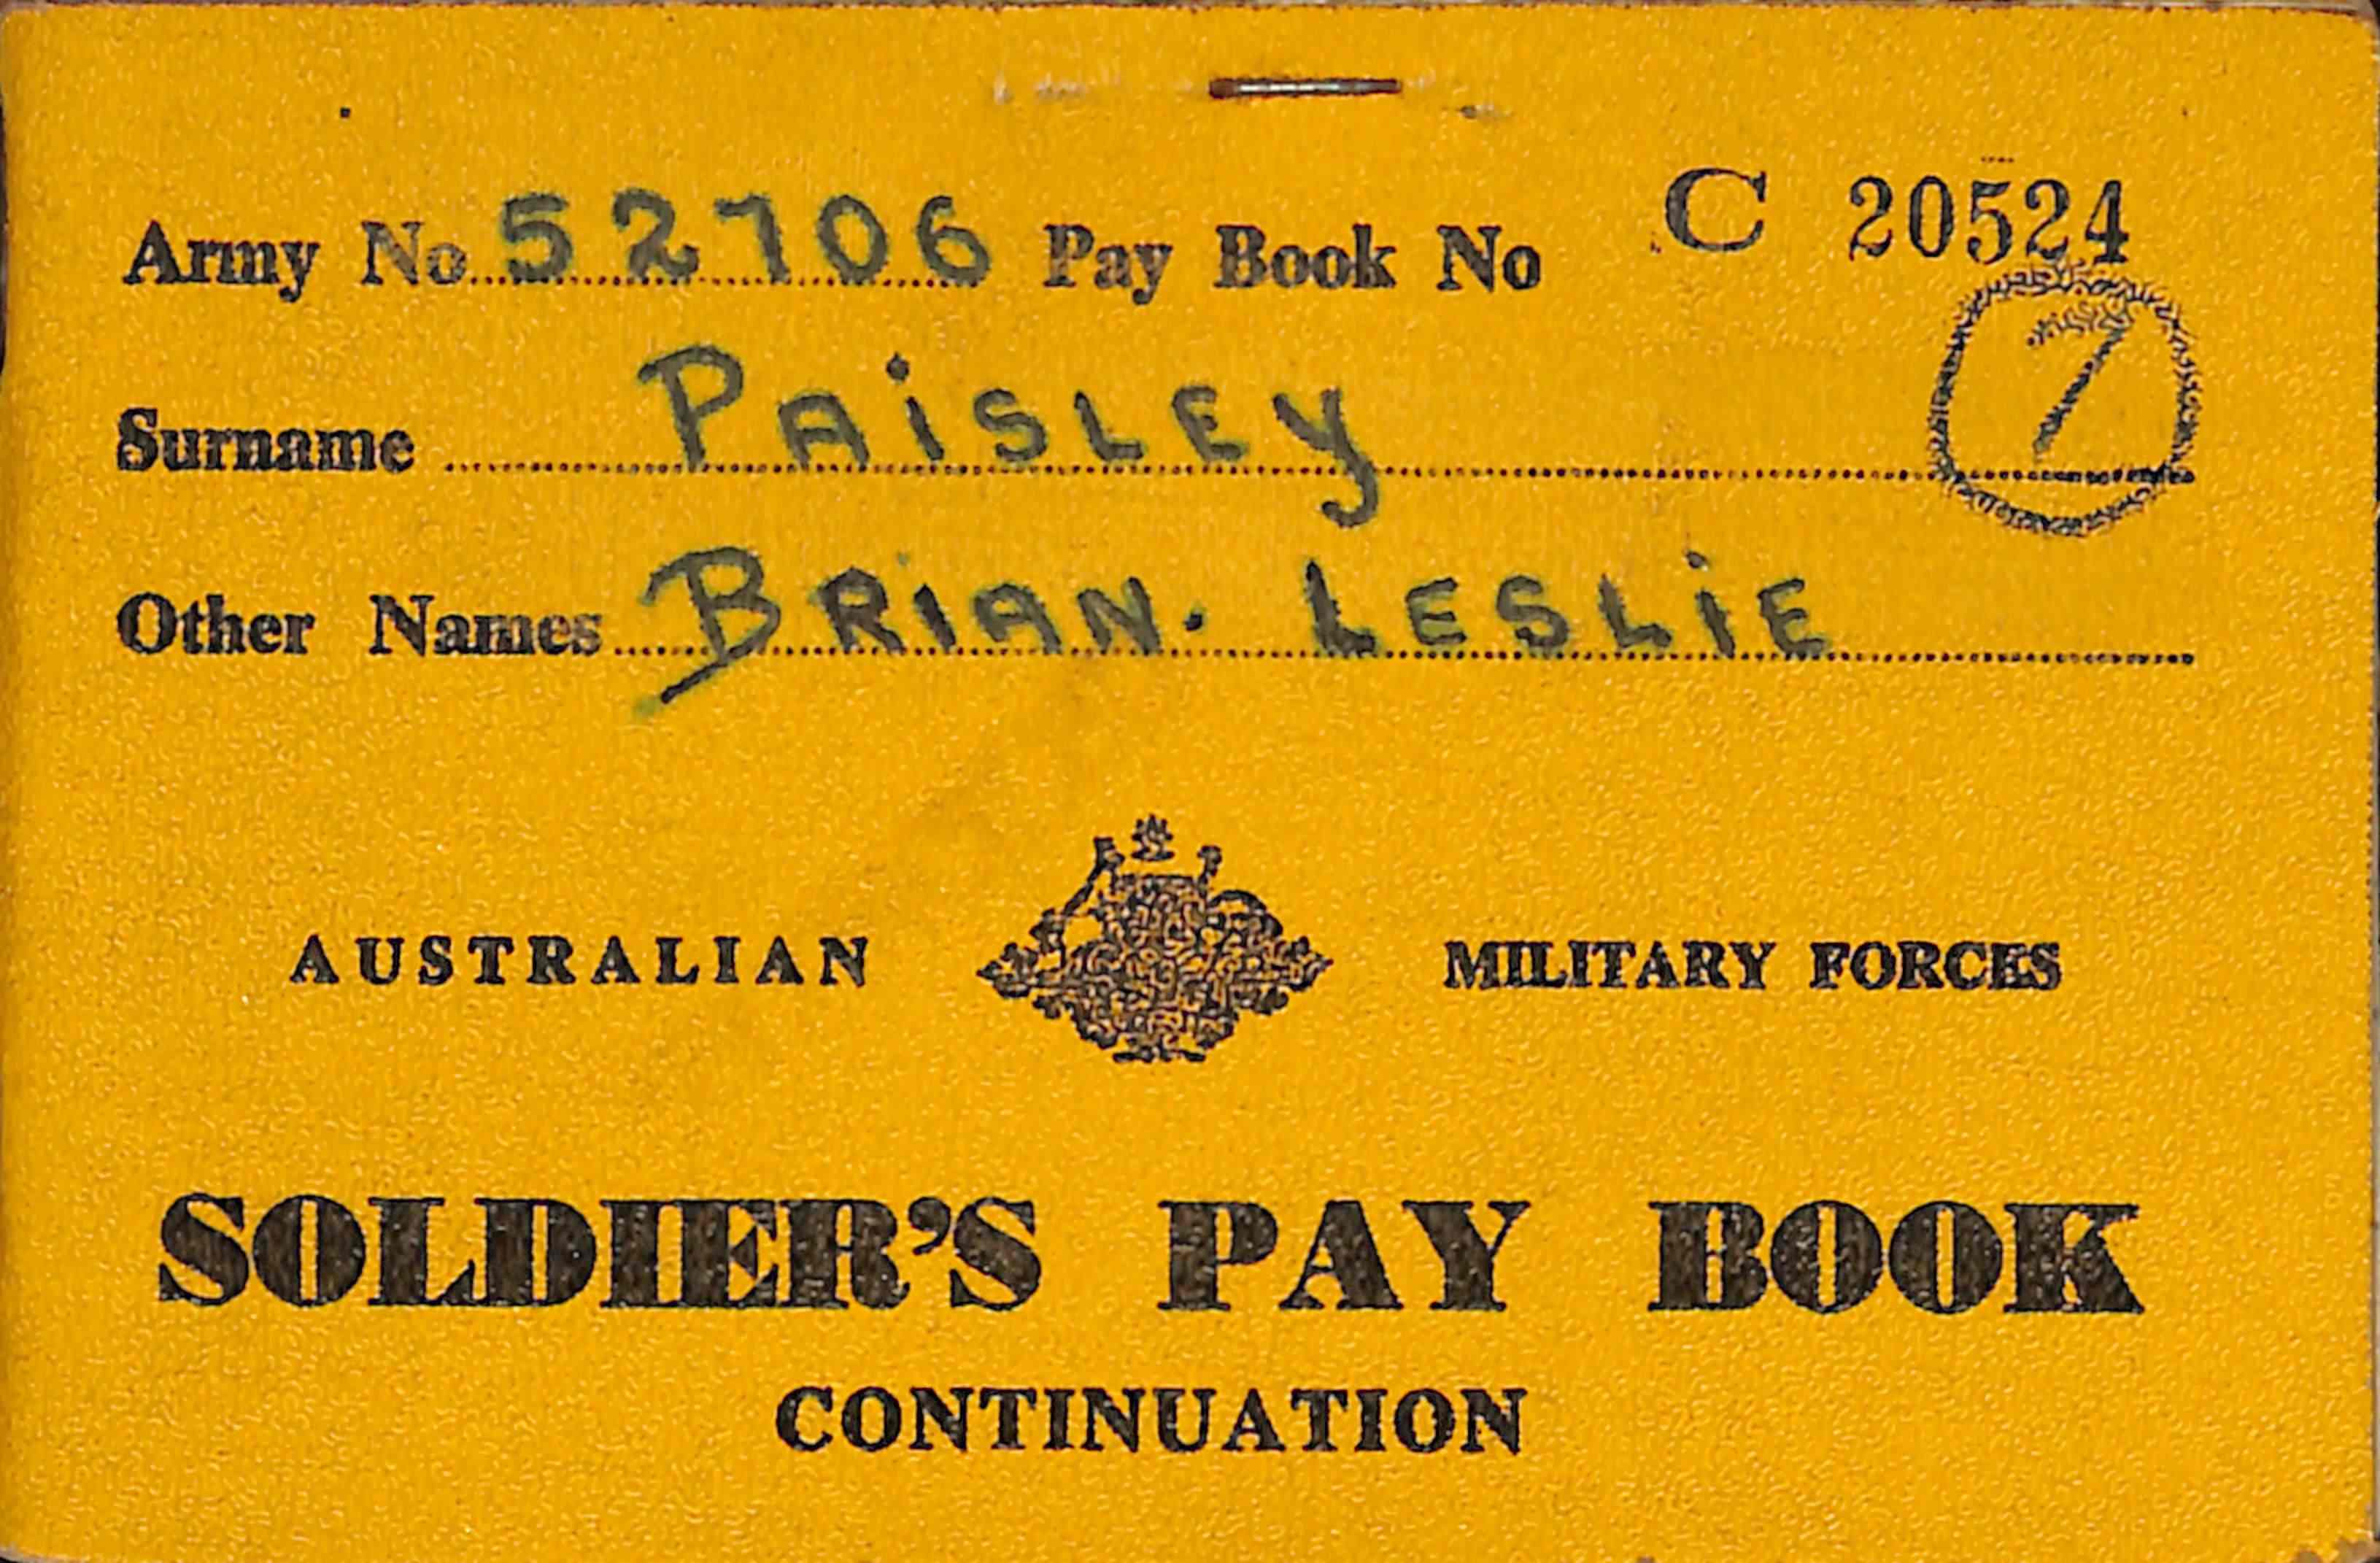 Army No 52706 Pay Book No C 20524
7
Surname PAiSLEy
Other Names BRiAN. LESLiE
AUSTRALIAN MILITARY FORCES
SOLDIER'S PAY BOOK
CONTINUATION